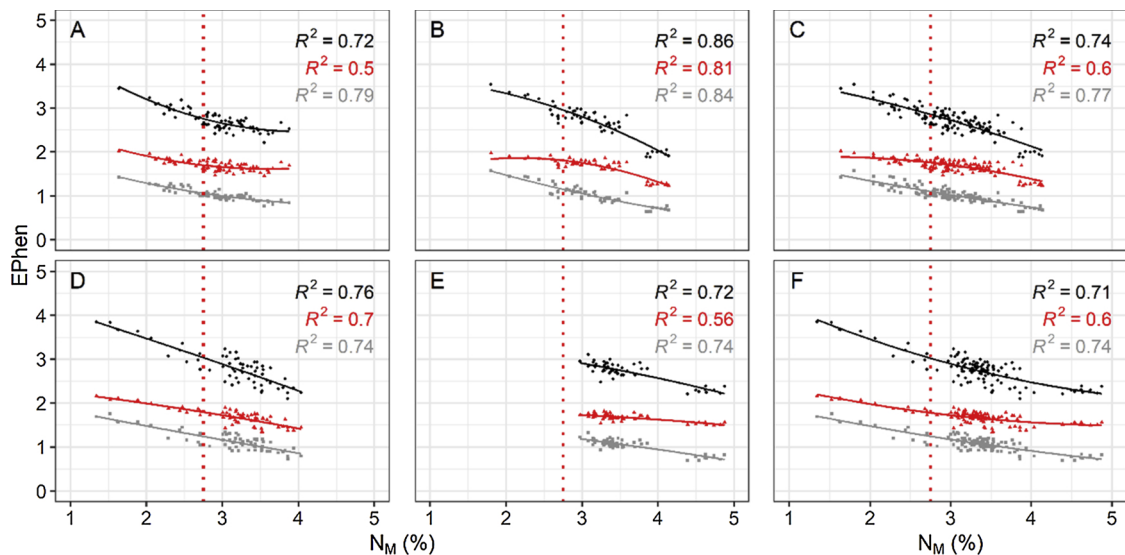 EPhen
5
4
3
2
1
0
A
R² = 0.72
R² = 0.5
R² = 0.79
B
R² = 0.86
R² = 0.81
R² = 0.84
C
R² = 0.74
R² = 0.6
R² = 0.77
5
4
3
2
1
0
D
R² = 0.76
R² = 0.7
R² = 0.74
E
R² = 0.72
R² = 0.56
R² = 0.74
F
R² = 0.71
R² = 0.6
R² = 0.74
1 2 3 4 5 1 2 3 4 5 1 2 3 4 5
N_M (%) N_M (%) N_M (%)